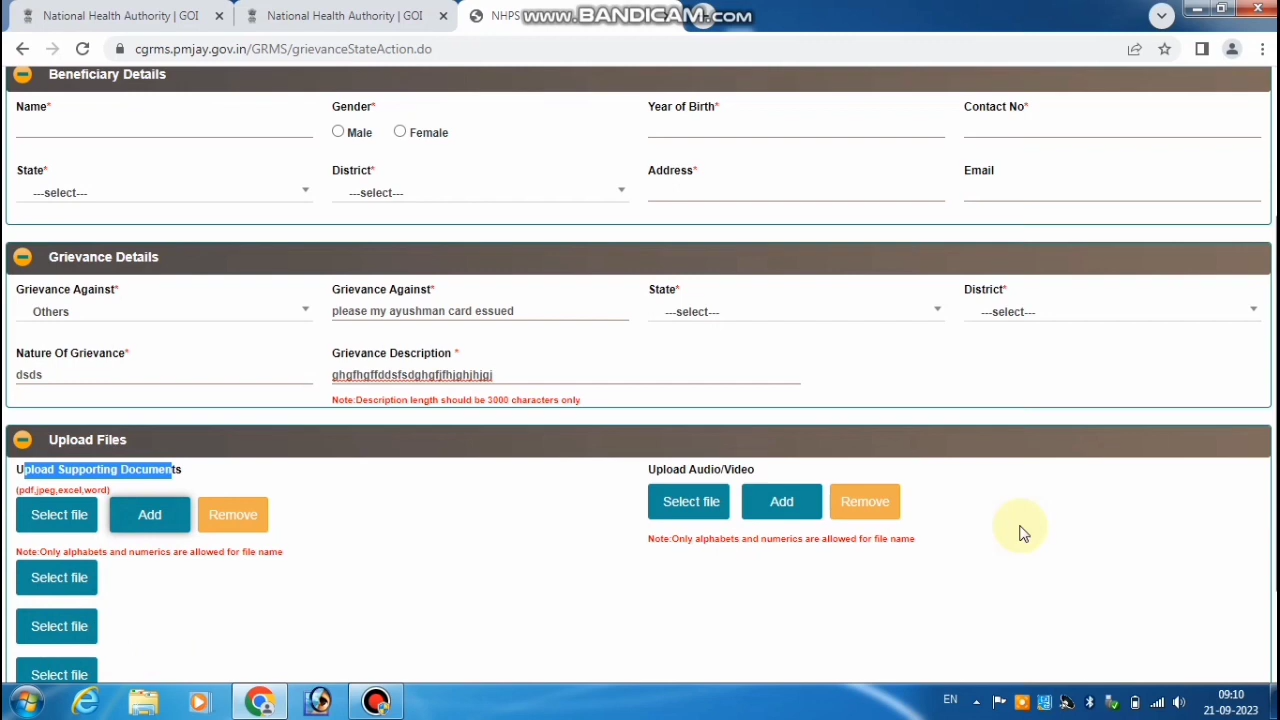 National Health Authority | GOI
National Health Authority | GOI
NHPS
www.BANDICAM.com
cgrms.pmjay.gov.in/GRMS/grievanceStateAction.do
Beneficiary Details
Name*
Gender*
Year of Birth*
Contact No*
Male
Female
State*
District*
Address*
Email
---select---
---select---
Grievance Details
Grievance Against*
Grievance Against*
State*
District*
Others
please my ayushman card essued
---select---
---select---
Nature Of Grievance*
Grievance Description *
dsds
ghgfhgffddsfsdghgfjfhjghjhjgj
Note:Description length should be 3000 characters only
Upload Files
Upload Supporting Documents
Upload Audio/Video
(pdf,jpeg,excel,word)
Select file
Add
Remove
Select file
Add
Remove
Note:Only alphabets and numerics are allowed for file name
Note:Only alphabets and numerics are allowed for file name
Select file
Select file
Select file
EN
09:10
21-09-2023